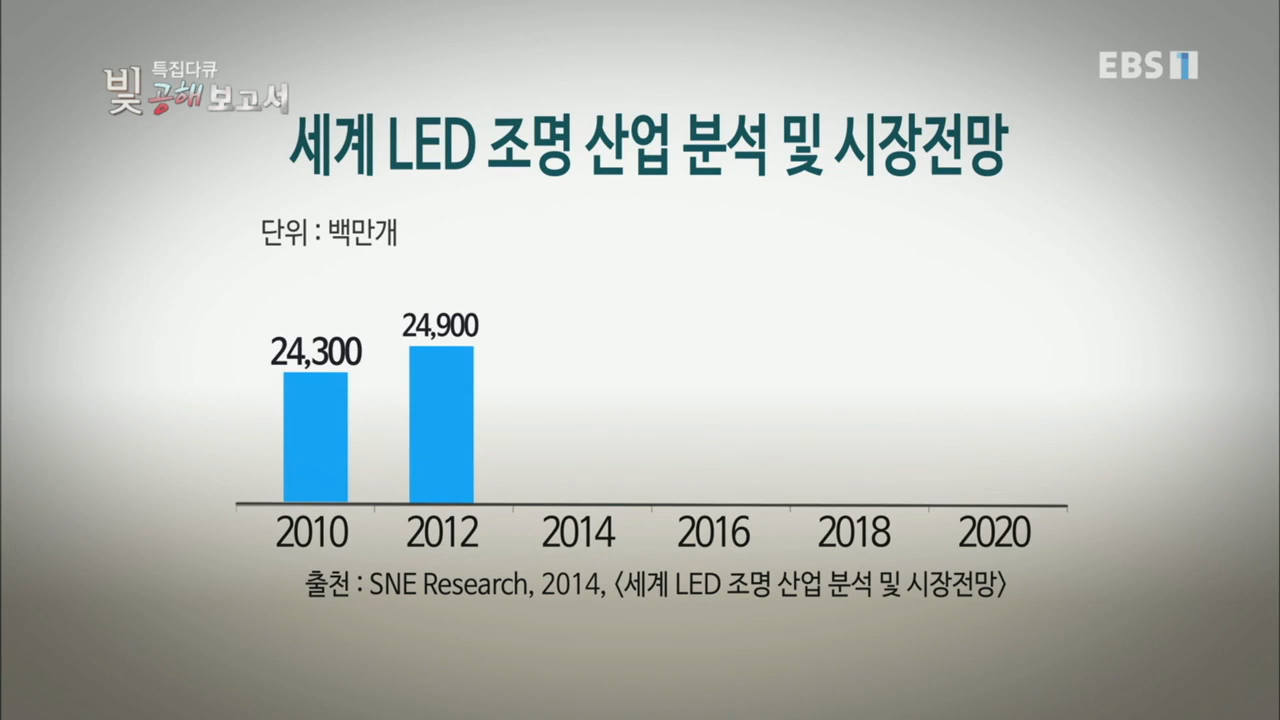 특집다큐
빛 공해 보고서
EBS 1
세계 LED 조명 산업 분석 및 시장전망
단위 : 백만개
24,300
24,900
2010 2012 2014 2016 2018 2020
출천 : SNE Research, 2014, 〈세계 LED 조명 산업 분석 및 시장전망〉